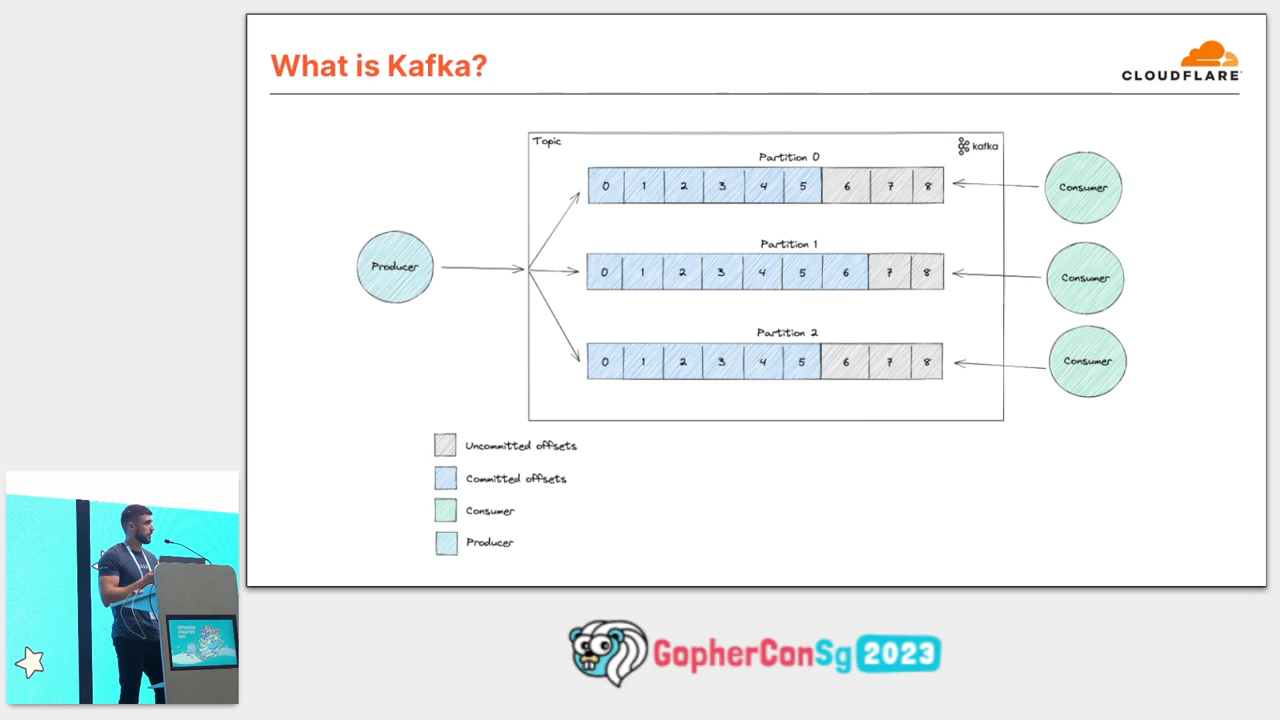 What is Kafka?
CLOUDFLARE
Topic
kafka
Partition 0
0 1 2 3 4 5 6 7 8
Consumer
Partition 1
0 1 2 3 4 5 6 7 8
Producer
Consumer
Partition 2
0 1 2 3 4 5 6 7 8
Consumer
Uncommitted offsets
Committed offsets
Consumer
Producer
GopherConSg 2023